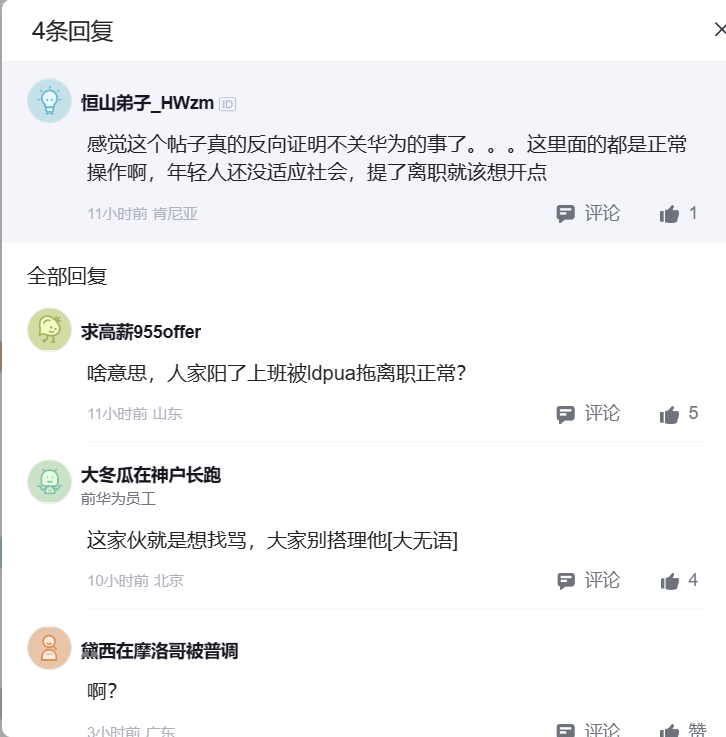 4条回复
恒山弟子_HWzm ID
感觉这个帖子真的反向证明不关华为的事了。。。这里面的都是正常
操作啊，年轻人还没适应社会，提了离职就该想开点
11小时前 肯尼亚 评论 1
全部回复
求高薪955offer
啥意思，人家阳了上班被ldpua拖离职正常?
11小时前 山东 评论 5
大冬瓜在神户长跑
前华为员工
这家伙就是想找骂，大家别搭理他[大无语]
10小时前 北京 评论 4
黛西在摩洛哥被普调
啊?
3小时前 广东 评论 赞